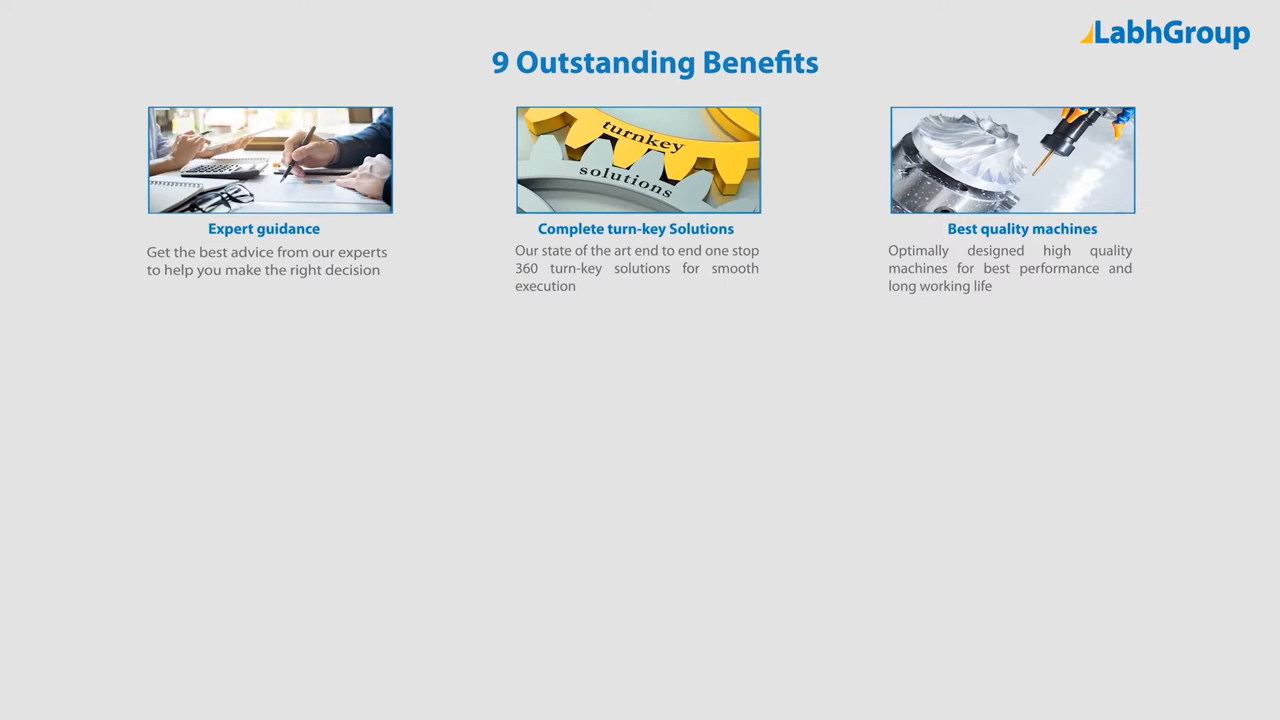 LabhGroup
9 Outstanding Benefits
turnkey
solutions
Expert guidance
Get the best advice from our experts
to help you make the right decision
Complete turn-key Solutions
Our state of the art end to end one stop
360 turn-key solutions for smooth
execution
Best quality machines
Optimally designed high quality
machines for best performance and
long working life